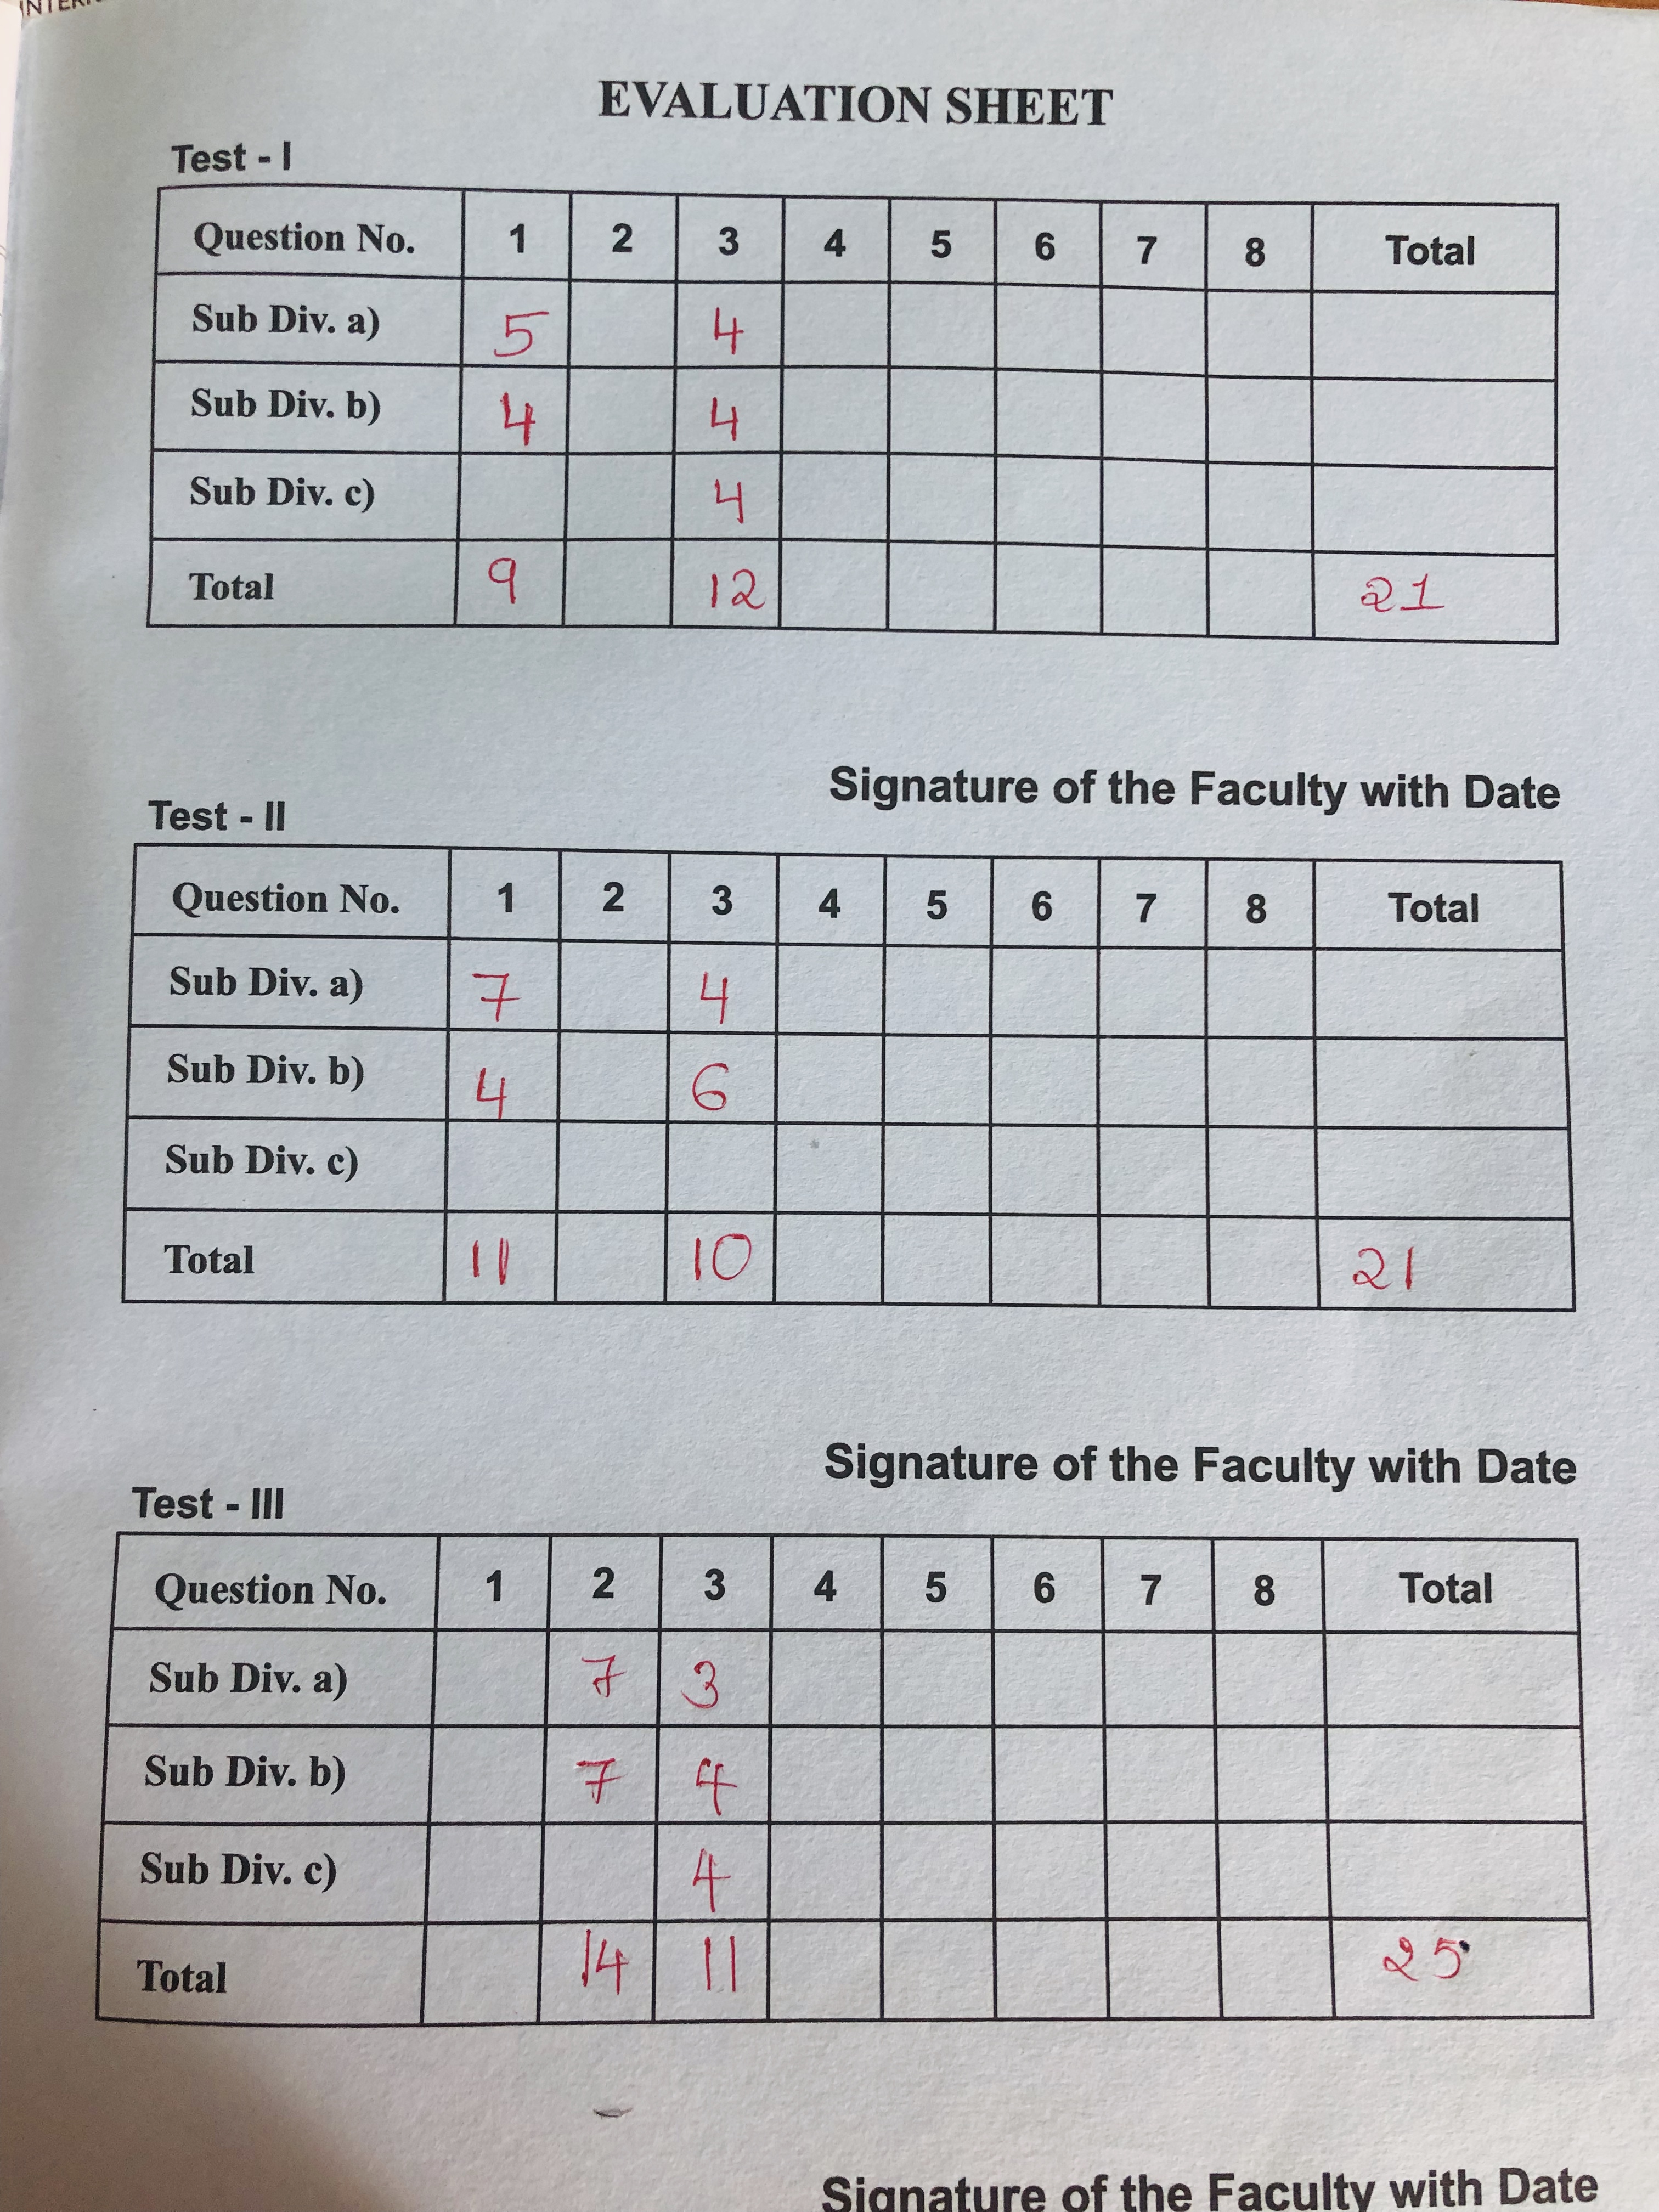 EVALUATION SHEET
Test - I
Question No. 1 2 3 4 5 6 7 8 Total
Sub Div. a) 5 4
Sub Div. b) 4 4
Sub Div. c) 4
Total 9 12 21
Signature of the Faculty with Date
Test - II
Question No. 1 2 3 4 5 6 7 8 Total
Sub Div. a) 7 4
Sub Div. b) 4 6
Sub Div. c)
Total 11 10 21
Signature of the Faculty with Date
Test - III
Question No. 1 2 3 4 5 6 7 8 Total
Sub Div. a) 7 3
Sub Div. b) 7 4
Sub Div. c) 4
Total 14 11 25
Signature of the Faculty with Date